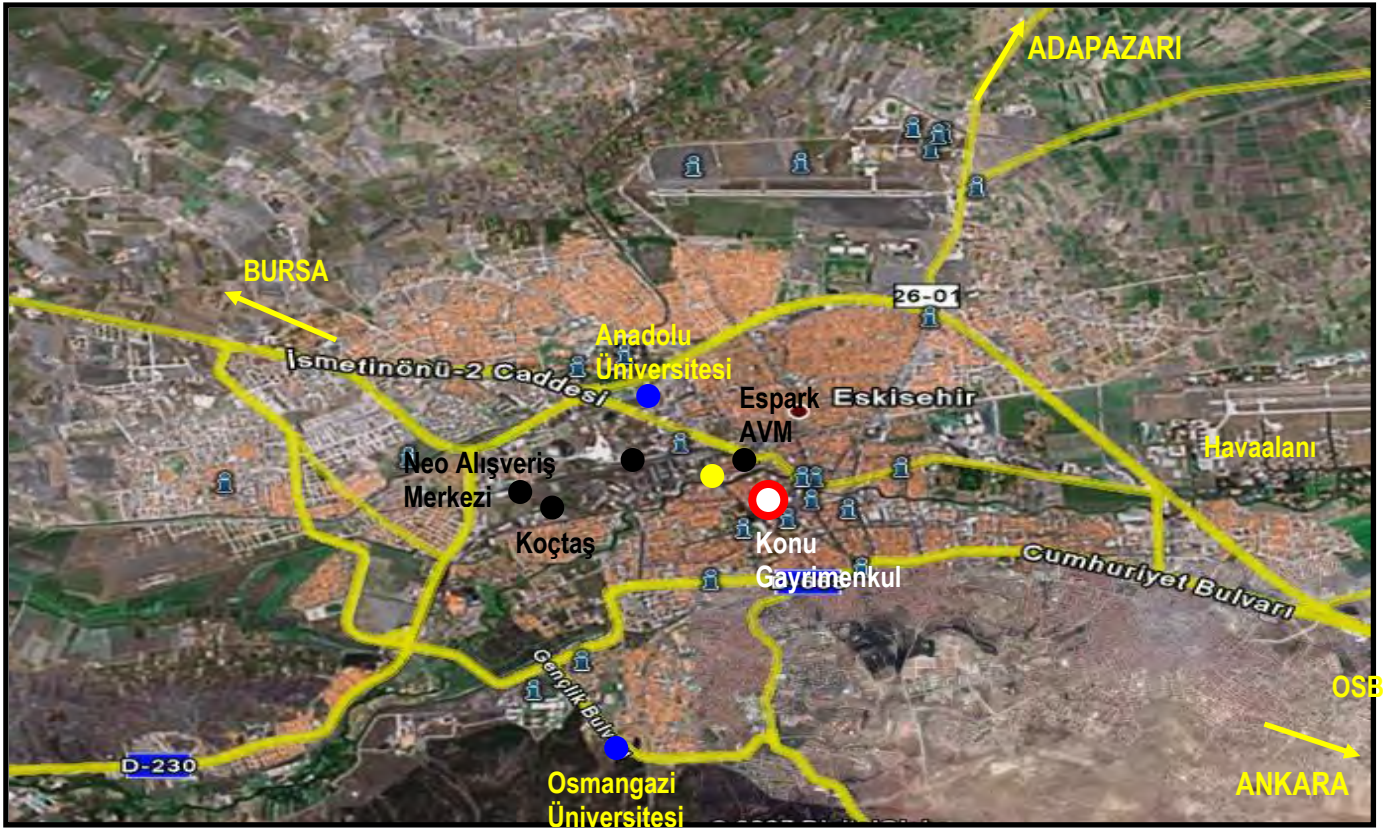 ADAPAZARI
BURSA
26-01
Anadolu
Üniversitesi
İsmetinönü-2 Caddesi
Espark
AVM
Eskisehir
Havaalanı
Neo Alışveriş
Merkezi
Koçtaş
Konu
Gayrimenkul
Cumhuriyet Bulvarı
Gençlik
OSB
D-230
Osmangazi
Üniversitesi
ANKARA